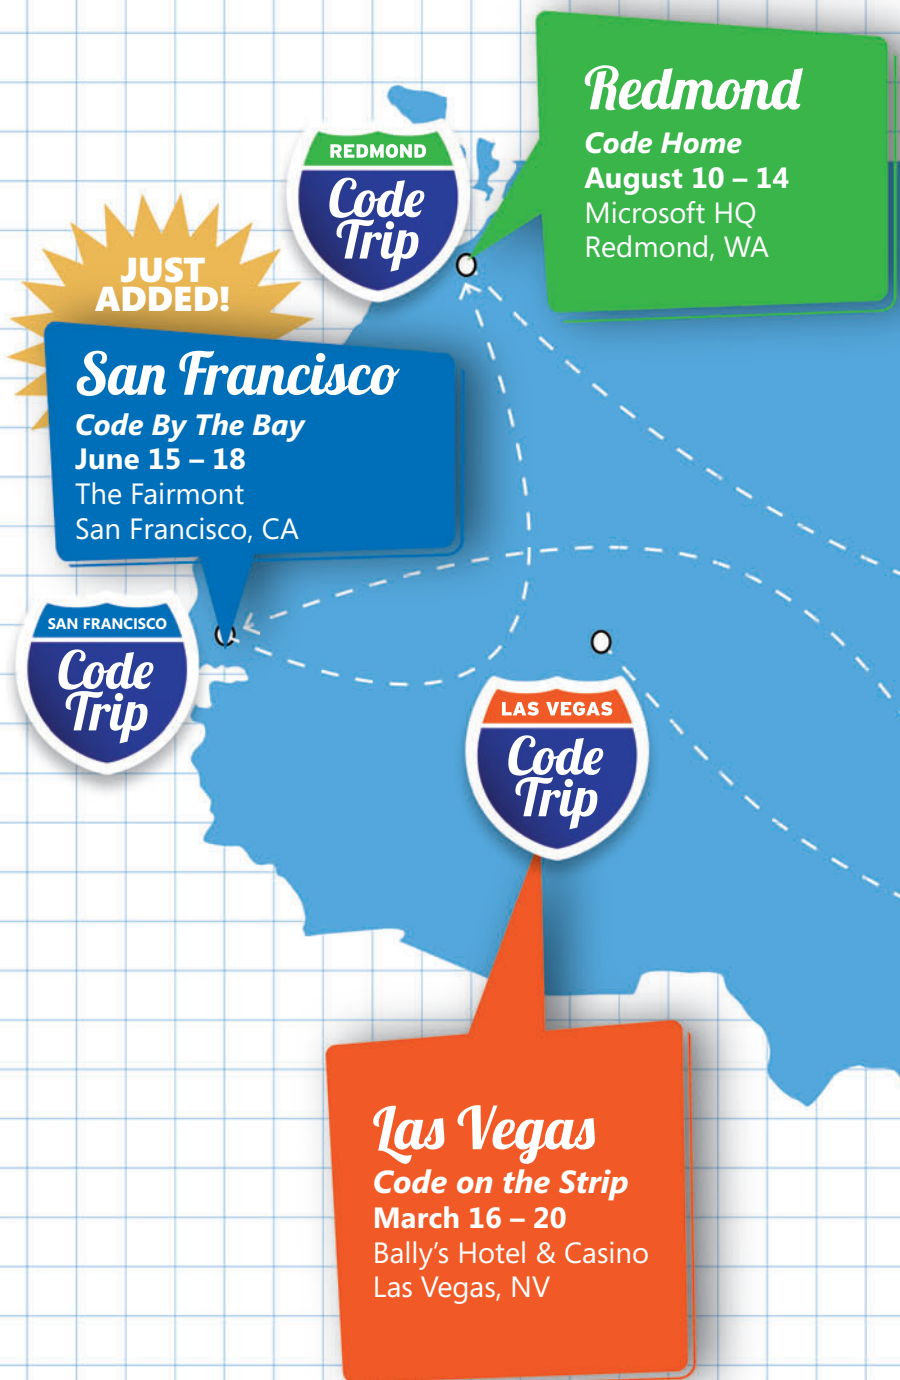 Redmond
Code Home
August 10 – 14
Microsoft HQ
Redmond, WA
REDMOND
Code
Trip
JUST
ADDED!
San Francisco
Code By The Bay
June 15 – 18
The Fairmont
San Francisco, CA
SAN FRANCISCO
Code
Trip
LAS VEGAS
Code
Trip
Las Vegas
Code on the Strip
March 16 – 20
Bally’s Hotel & Casino
Las Vegas, NV